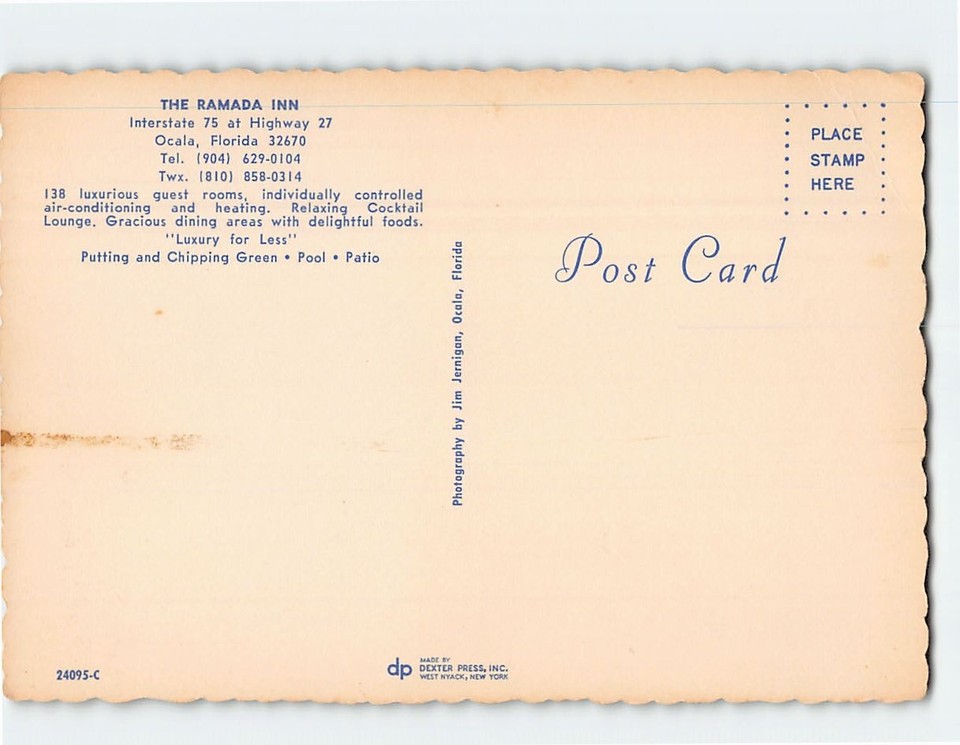 THE RAMADA INN
Interstate 75 at Highway 27
Ocala, Florida 32670
Tel. (904) 629-0104
Twx. (810) 858-0314
138 luxurious guest rooms, individually controlled
air-conditioning and heating. Relaxing Cocktail
Lounge. Gracious dining areas with delightful foods.
"Luxury for Less"
Putting and Chipping Green • Pool • Patio
Photography by Jim Jernigan, Ocala, Florida
PLACE
STAMP
HERE
Post Card
24095-C
dp
MADE BY
DEXTER PRESS, INC.
WEST NYACK, NEW YORK